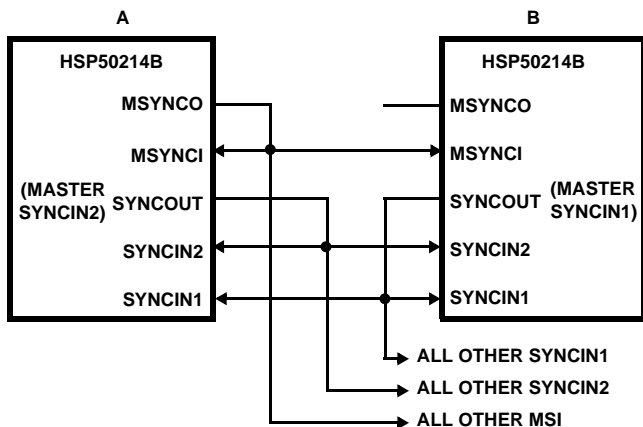 A
B
HSP50214B
HSP50214B
MSYNCO
MSYNCO
MSYNCI
MSYNCI
(MASTER
SYNCIN2)
SYNCOUT
SYNCOUT
(MASTER
SYNCIN1)
SYNCIN2
SYNCIN2
SYNCIN1
SYNCIN1
ALL OTHER SYNCIN1
ALL OTHER SYNCIN2
ALL OTHER MSI